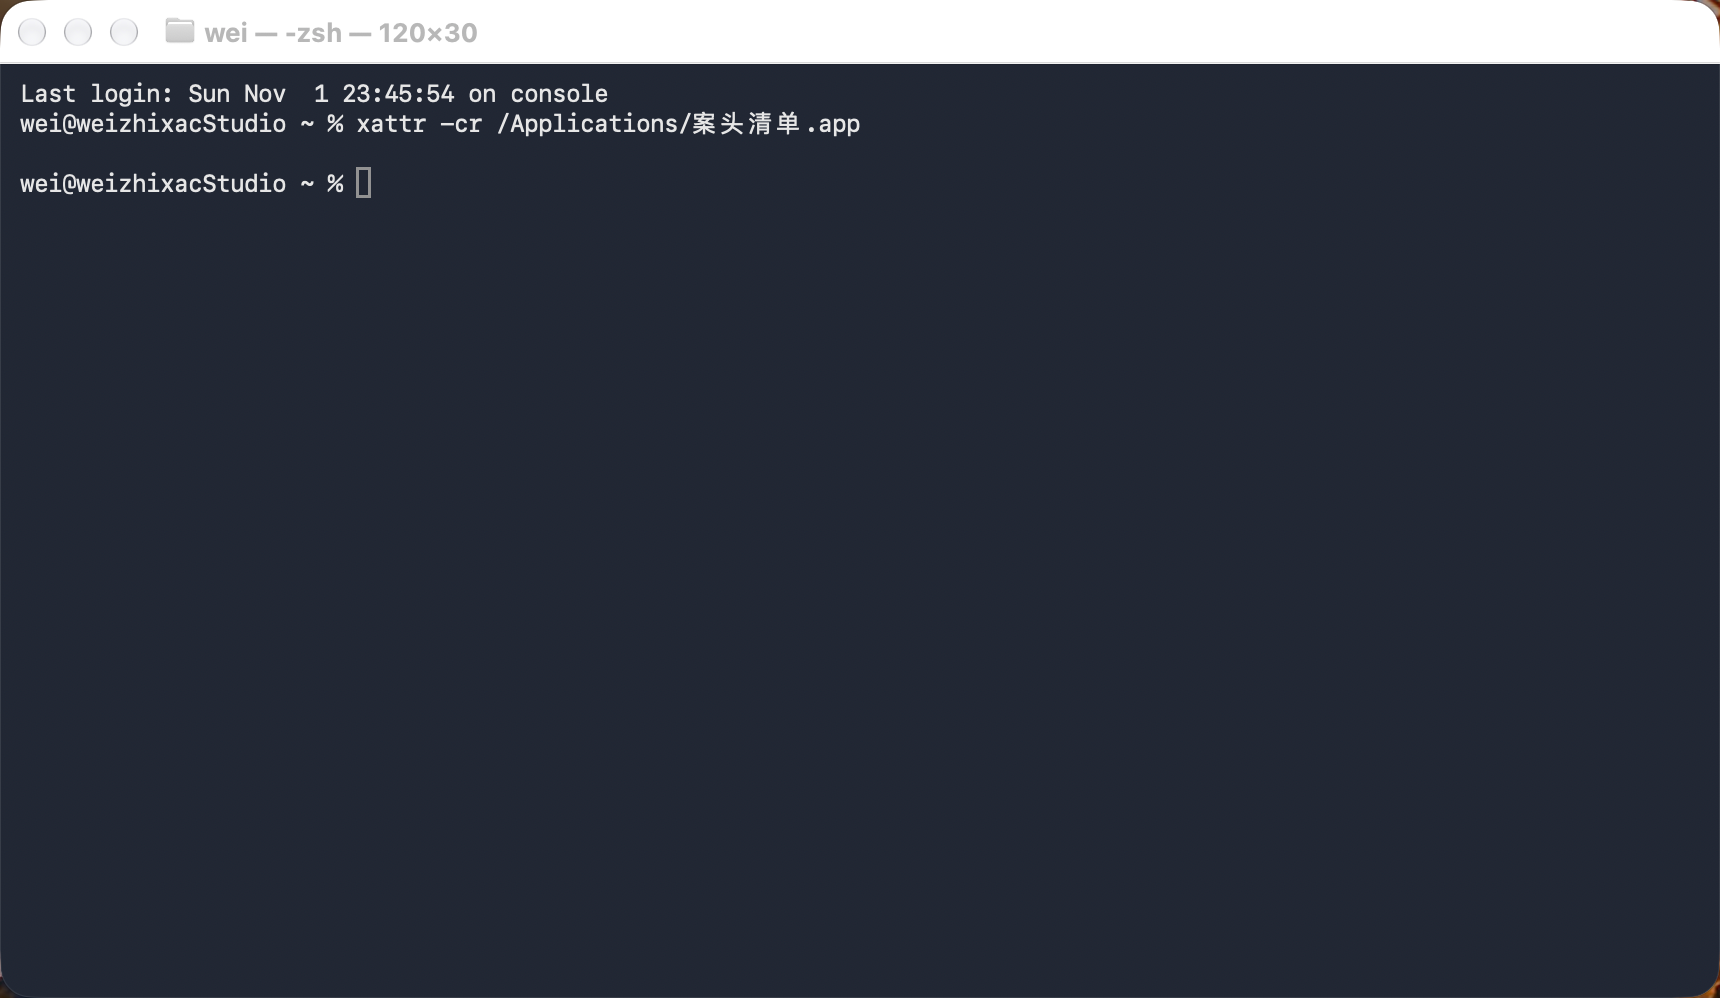 wei — -zsh — 120×30
Last login: Sun Nov  1 23:45:54 on console
wei@weizhixacStudio ~ % xattr -cr /Applications/案头清单.app
wei@weizhixacStudio ~ %